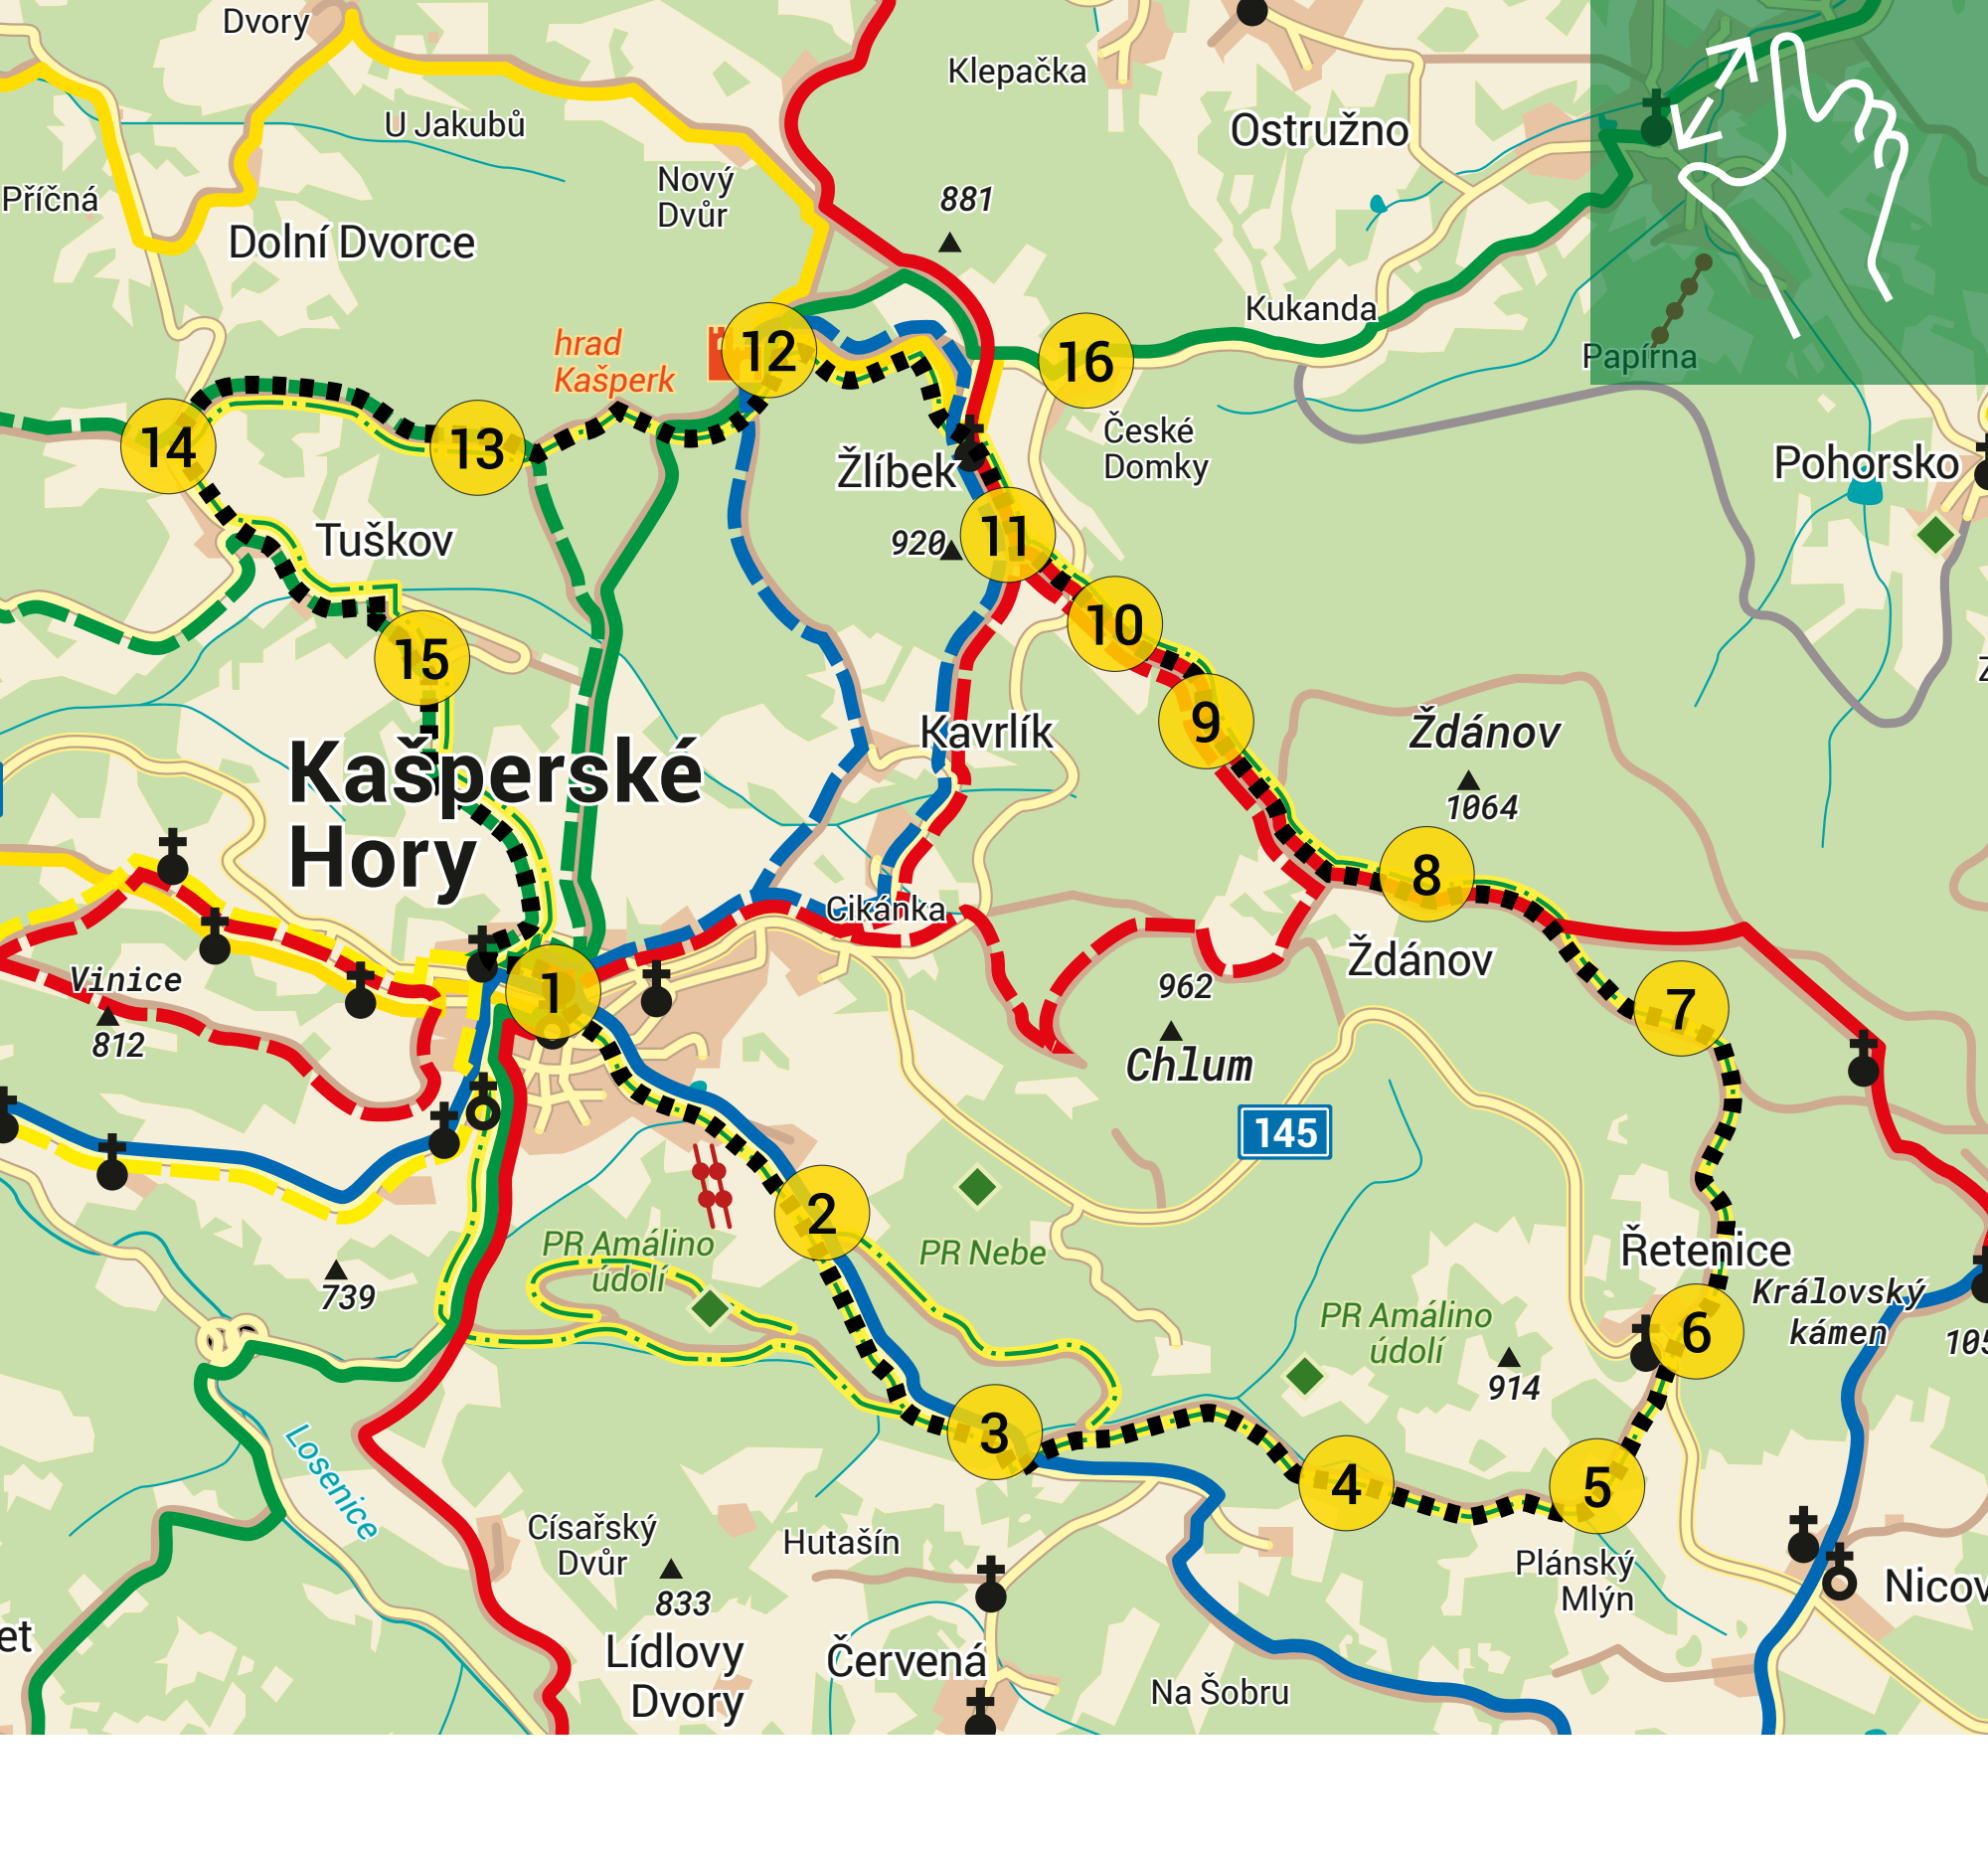 Dvory
Klepačka
U Jakubů
Ostružno
Příčná
Nový
Dvůr
881
Dolní Dvorce
Kukanda
hrad
Kašperk
12
16
Papírna
14
13
České
Domky
Žlíbek
Pohorsko
Tuškov
920
11
10
15
9
Kavrlík
Ždánov
1064
Kašperské
Hory
8
Cikánka
Ždánov
Vinice
812
1
962
Chlum
7
145
2
PR Amálino
údolí
PR Nebe
Řetenice
739
Královský
kámen
6
PR Amálino
údolí
914
3
4
5
Losenice
Císařský
Dvůr
Hutašín
Plánský
Mlýn
833
Nicov
et
Lídlovy
Dvory
Červená
Na Šobru